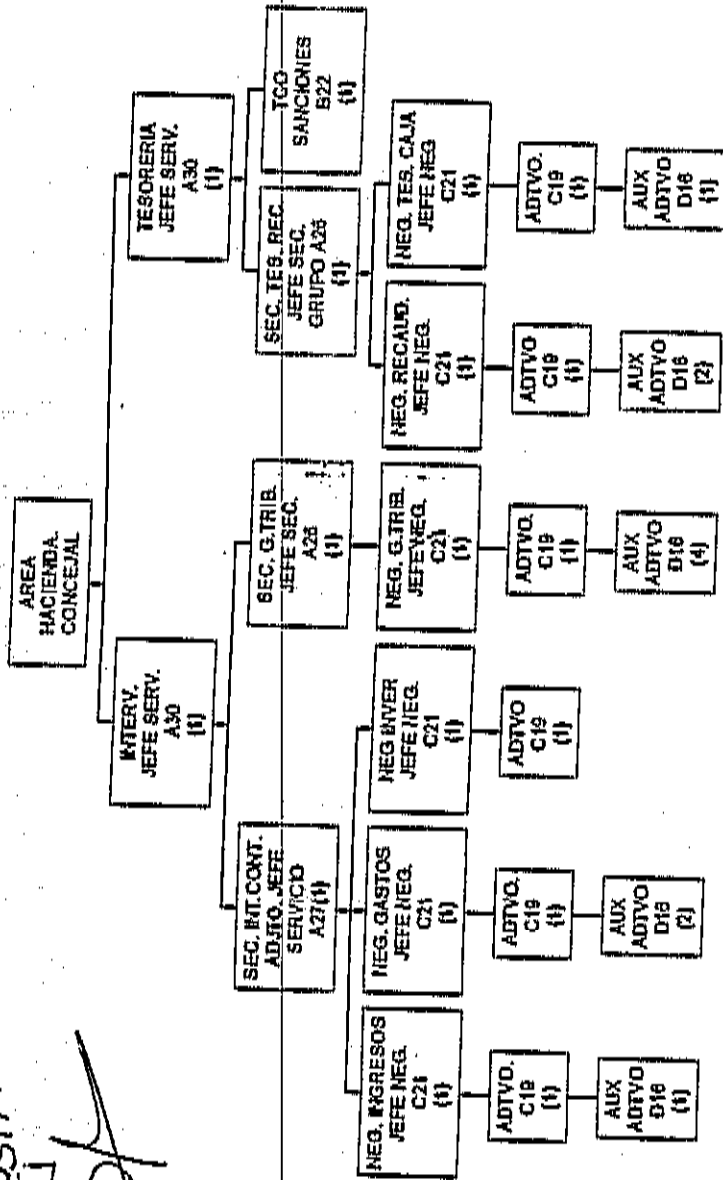 AREA
HACIENDA.
CONCEJAL
INTERV.
JEFE SERV.
A30
(1)
TESORERIA
JEFE SERV.
A30
(1)
SEC. INT.CONT.
ADJTO. JEFE
SERVICIO
A27(1)
SEC. G.TRIB.
JEFE SEC.
A26
(1)
SEC. TES. REC.
JEFE SEC.
GRUPO A26
(1)
TCO
SANCIONES
B22
(1)
NEG. INGRESOS
JEFE NEG.
C21
(1)
NEG. GASTOS
JEFE NEG.
C21
(1)
NEG INVER
JEFE NEG.
C21
(1)
NEG. G.TRIB.
JEFE NEG.
C21
(1)
NEG. RECAUD.
JEFE NEG.
C21
(1)
NEG. TES. CAJA
JEFE NEG
C21
(1)
ADTVO.
C19
(1)
ADTVO.
C19
(1)
ADTVO
C19
(1)
ADTVO.
C19
(1)
ADTVO
C19
(1)
ADTVO.
C19
(1)
AUX
ADTVO
D16
(1)
AUX
ADTVO
D16
(2)
AUX
ADTVO
D16
(4)
AUX
ADTVO
D16
(2)
AUX
ADTVO
D16
(1)